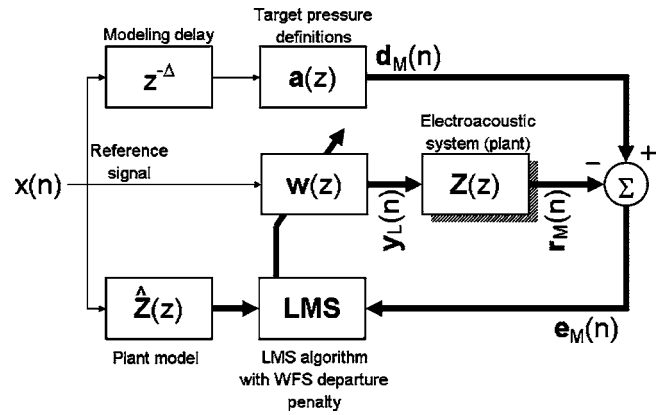 Modeling delay
z^-Δ
Target pressure
definitions
a(z)
d_M(n)
Electroacoustic
system (plant)
Reference
signal
x(n)
w(z)
y_L(n)
Z(z)
r_M(n)
−
+
Σ
Ẑ(z)
Plant model
LMS
LMS algorithm
with WFS departure
penalty
e_M(n)